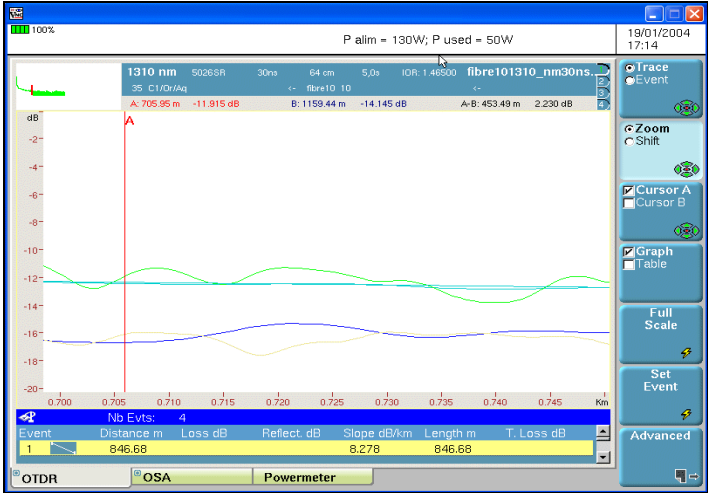 100%
P alim = 130W; P used = 50W
19/01/2004
17:14
1310 nm 5026SR 30ns 64 cm 5,0s IOR: 1.46500 fibre101310_nm30ns...
35 C1/Or/Aq <- fibre10 10 <-
A: 705.95 m -11.915 dB B: 1159.44 m -14.145 dB A-B: 453.49 m 2.230 dB
2
3
4
dB
A
-2
-4
-6
-8
-10
-12
-14
-16
-18
-20
0.700 0.705 0.710 0.715 0.720 0.725 0.730 0.735 0.740 0.745 Km
Nb Evts: 4
Event Distance m Loss dB Reflect. dB Slope dB/km Length m T. Loss dB
1 846.68 8.278 846.68
OTDR OSA Powermeter
Trace
Event
Zoom
Shift
Cursor A
Cursor B
Graph
Table
Full
Scale
Set
Event
Advanced